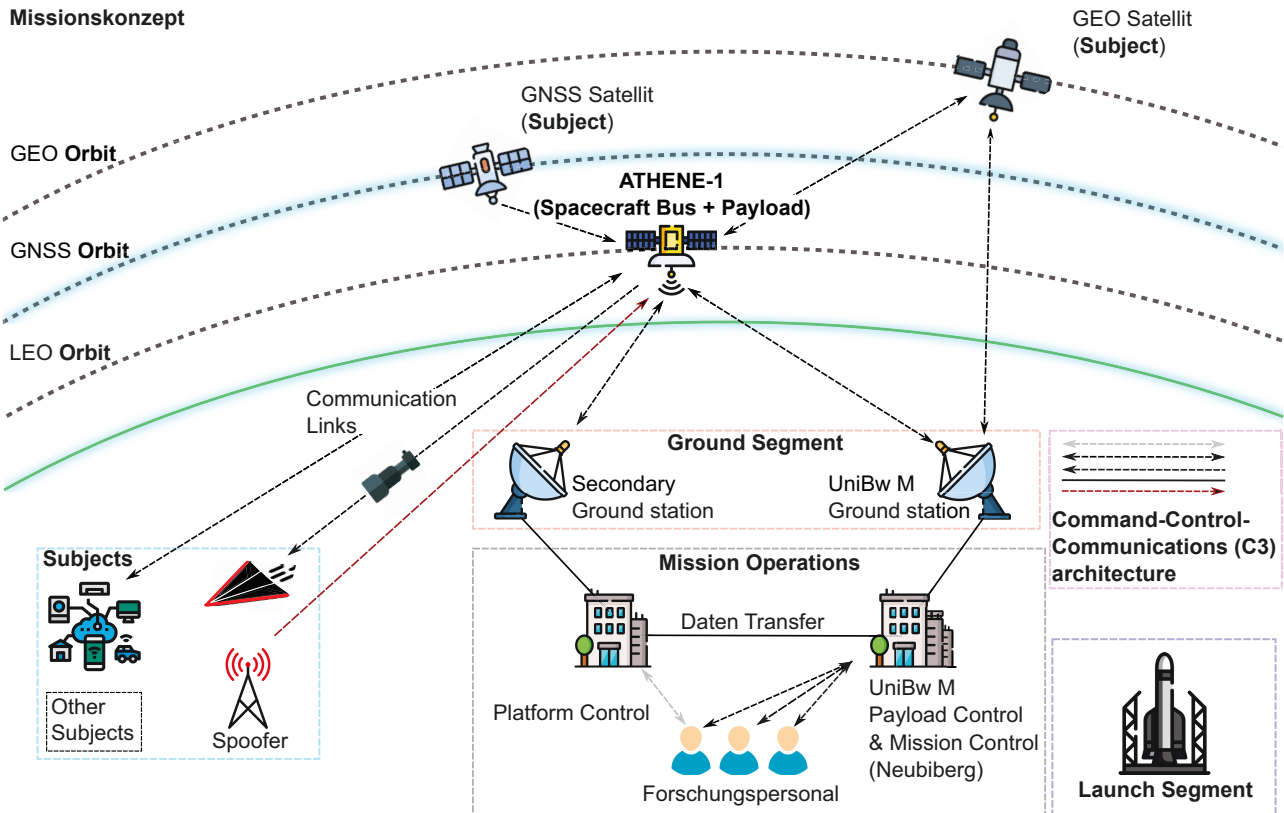 Missionskonzept
GEO Satellit
(Subject)
GNSS Satellit
(Subject)
GEO Orbit
ATHENE-1
(Spacecraft Bus + Payload)
GNSS Orbit
LEO Orbit
Communication
Links
Ground Segment
Secondary
Ground station
UniBw M
Ground station
Command-Control-
Communications (C3)
architecture
Subjects
Mission Operations
Daten Transfer
Other
Subjects
Spoofer
Platform Control
UniBw M
Payload Control
& Mission Control
(Neubiberg)
Forschungspersonal
Launch Segment